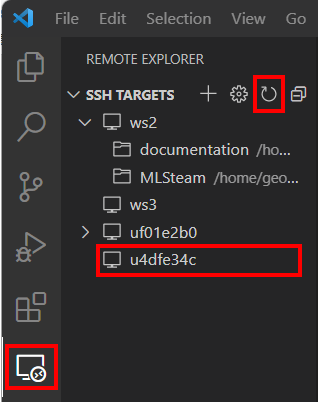 File Edit Selection View Go
REMOTE EXPLORER
SSH TARGETS
ws2
documentation /ho...
MLSteam /home/geo...
ws3
uf01e2b0
u4dfe34c